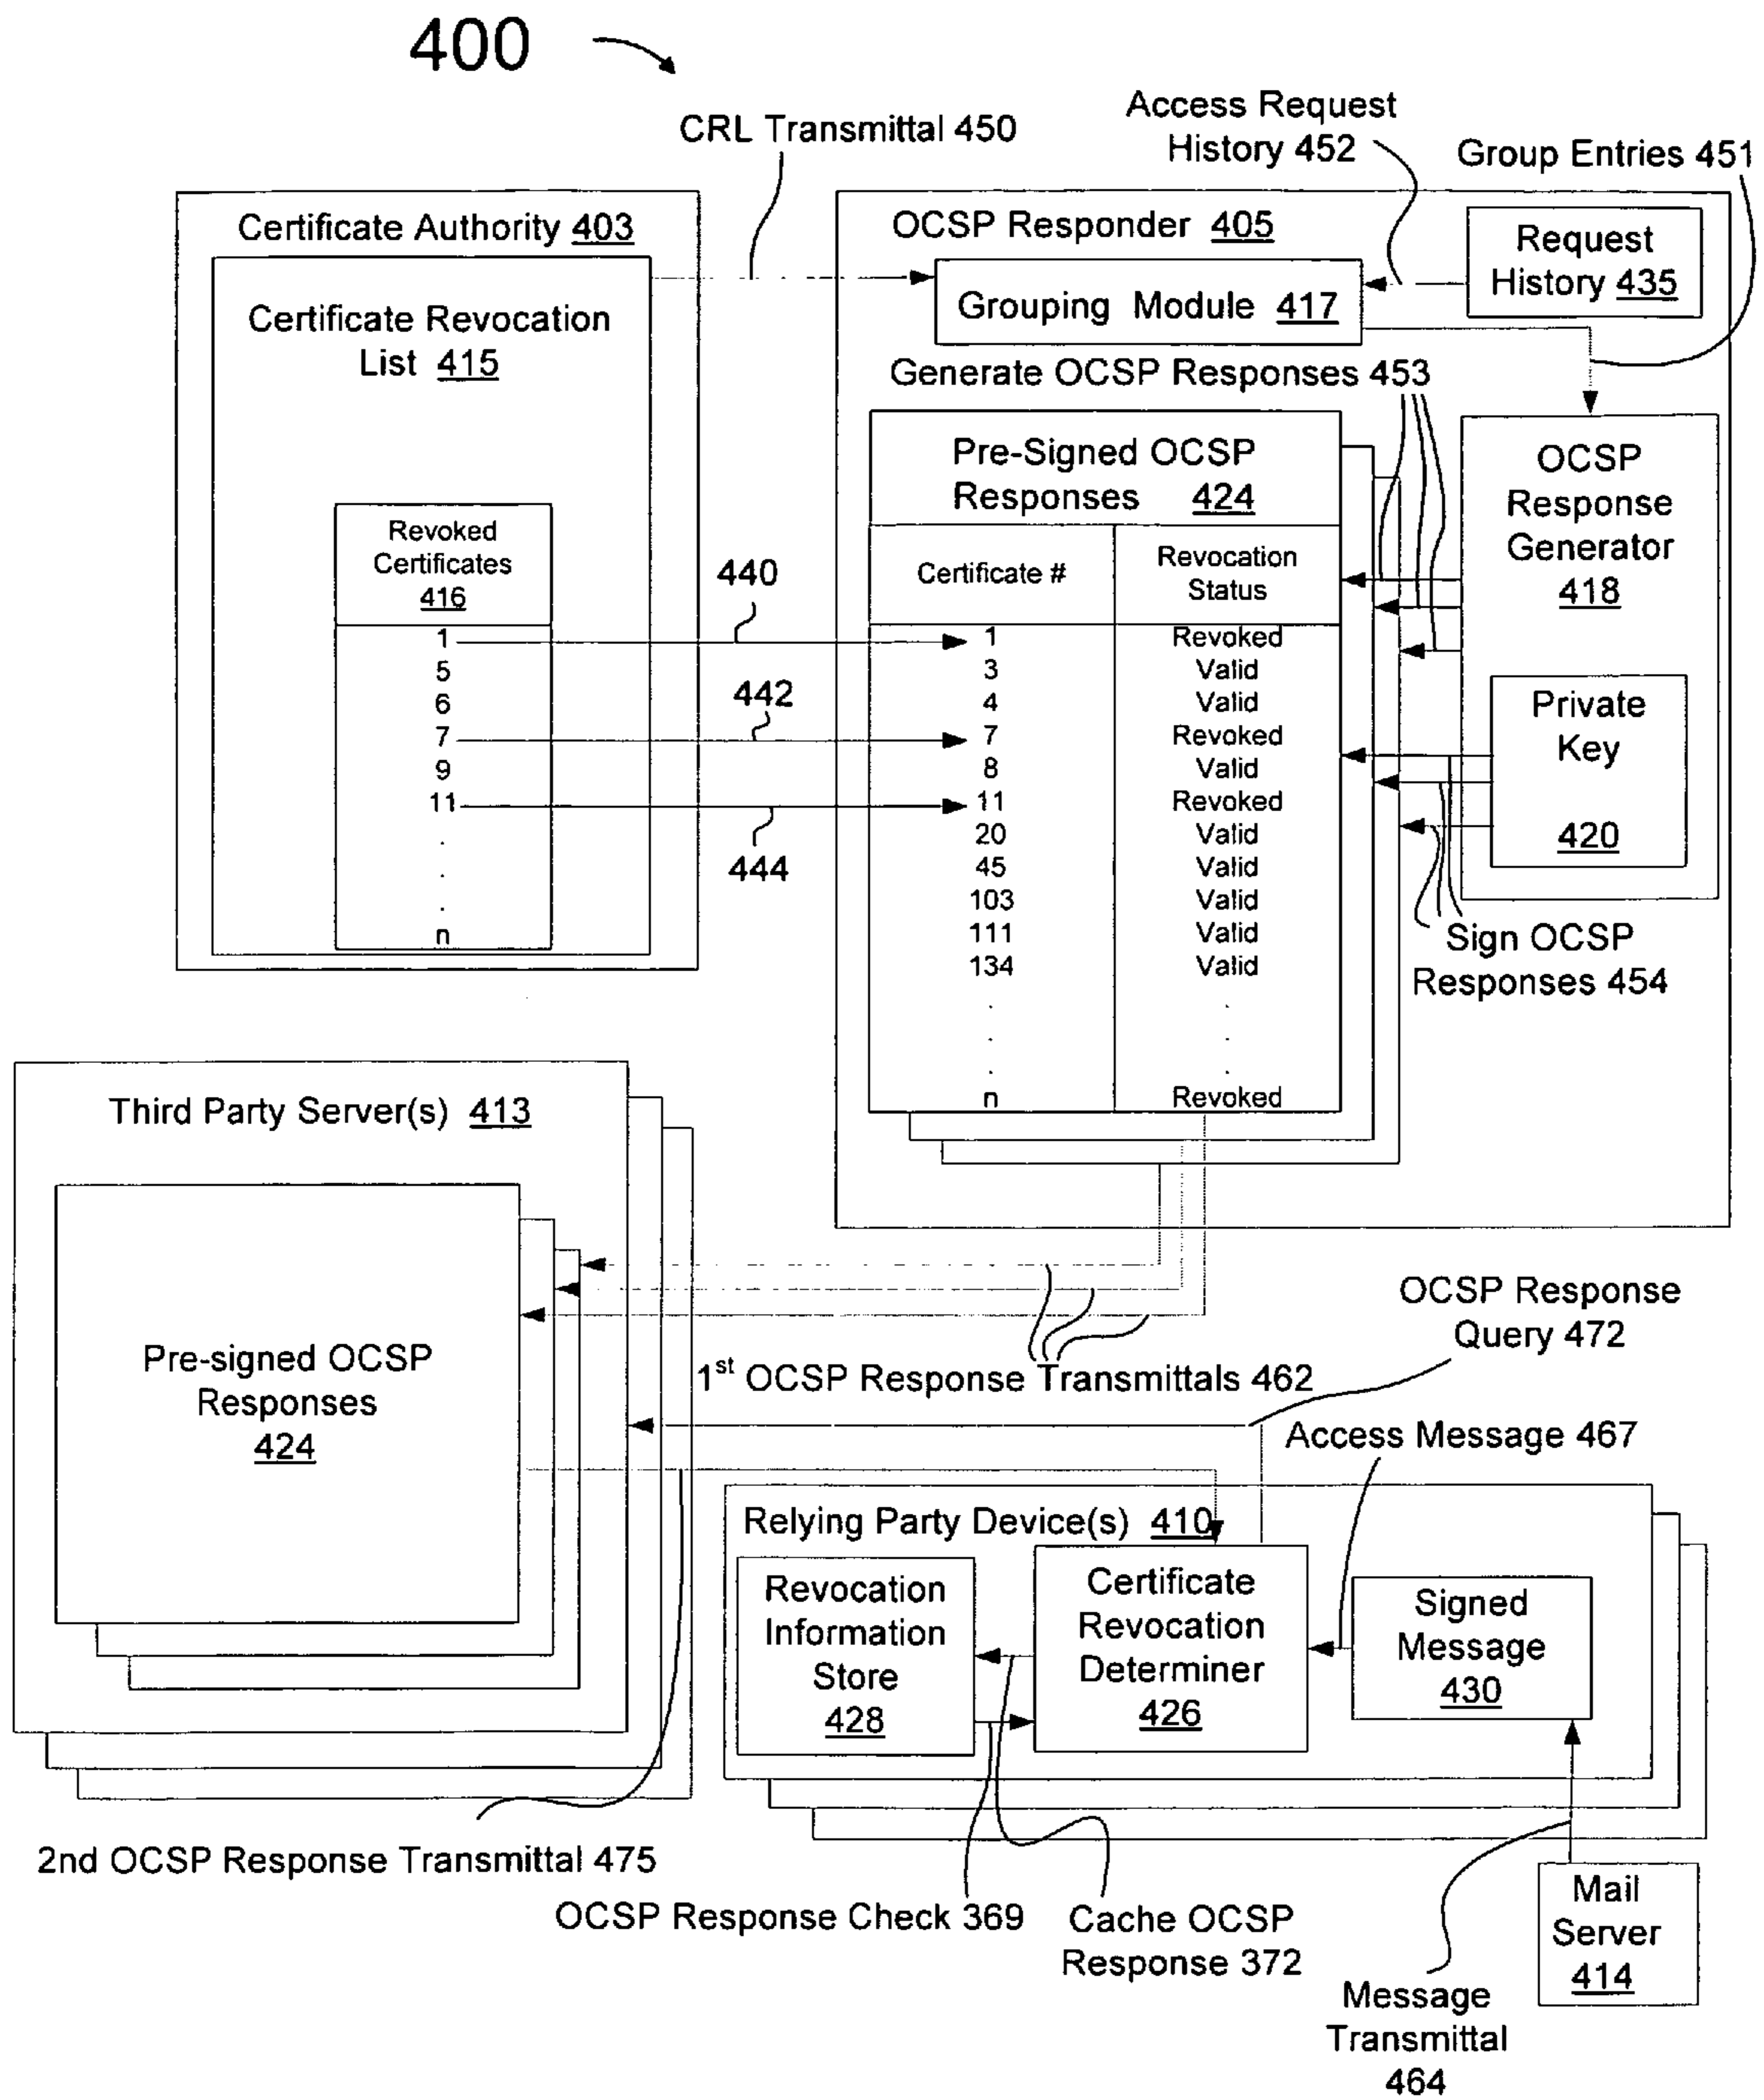 400
CRL Transmittal 450
Access Request
History 452
Group Entries 451
Certificate Authority 403
Certificate Revocation
List 415
Revoked
Certificates
416
1
5
6
7
9
11
.
.
.
n
440
442
444
OCSP Responder 405
Request
History 435
Grouping Module 417
Generate OCSP Responses 453
Pre-Signed OCSP
Responses 424
Certificate # Revocation
Status
1 Revoked
3 Valid
4 Valid
7 Revoked
8 Valid
11 Revoked
20 Valid
45 Valid
103 Valid
111 Valid
134 Valid
. .
. .
. .
n Revoked
OCSP
Response
Generator
418
Private
Key
420
Sign OCSP
Responses 454
Third Party Server(s) 413
Pre-signed OCSP
Responses
424
1st OCSP Response Transmittals 462
OCSP Response
Query 472
Access Message 467
Relying Party Device(s) 410
Revocation
Information
Store
428
Certificate
Revocation
Determiner
426
Signed
Message
430
2nd OCSP Response Transmittal 475
OCSP Response Check 369
Cache OCSP
Response 372
Mail
Server
414
Message
Transmittal
464